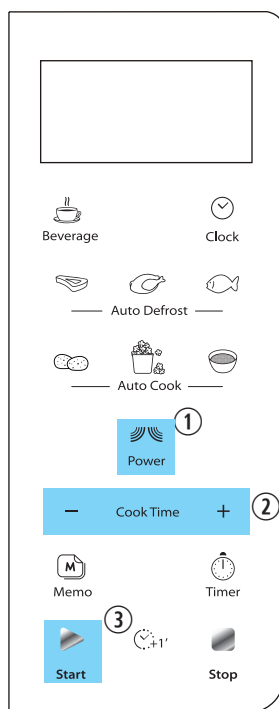 Beverage Clock
Auto Defrost
Auto Cook
1
Power
− Cook Time + 2
M
Memo Timer
3
+1′
Start Stop